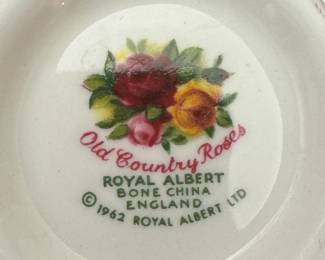 Old Country Roses
ROYAL ALBERT
BONE CHINA
ENGLAND
© 1962 ROYAL ALBERT LTD